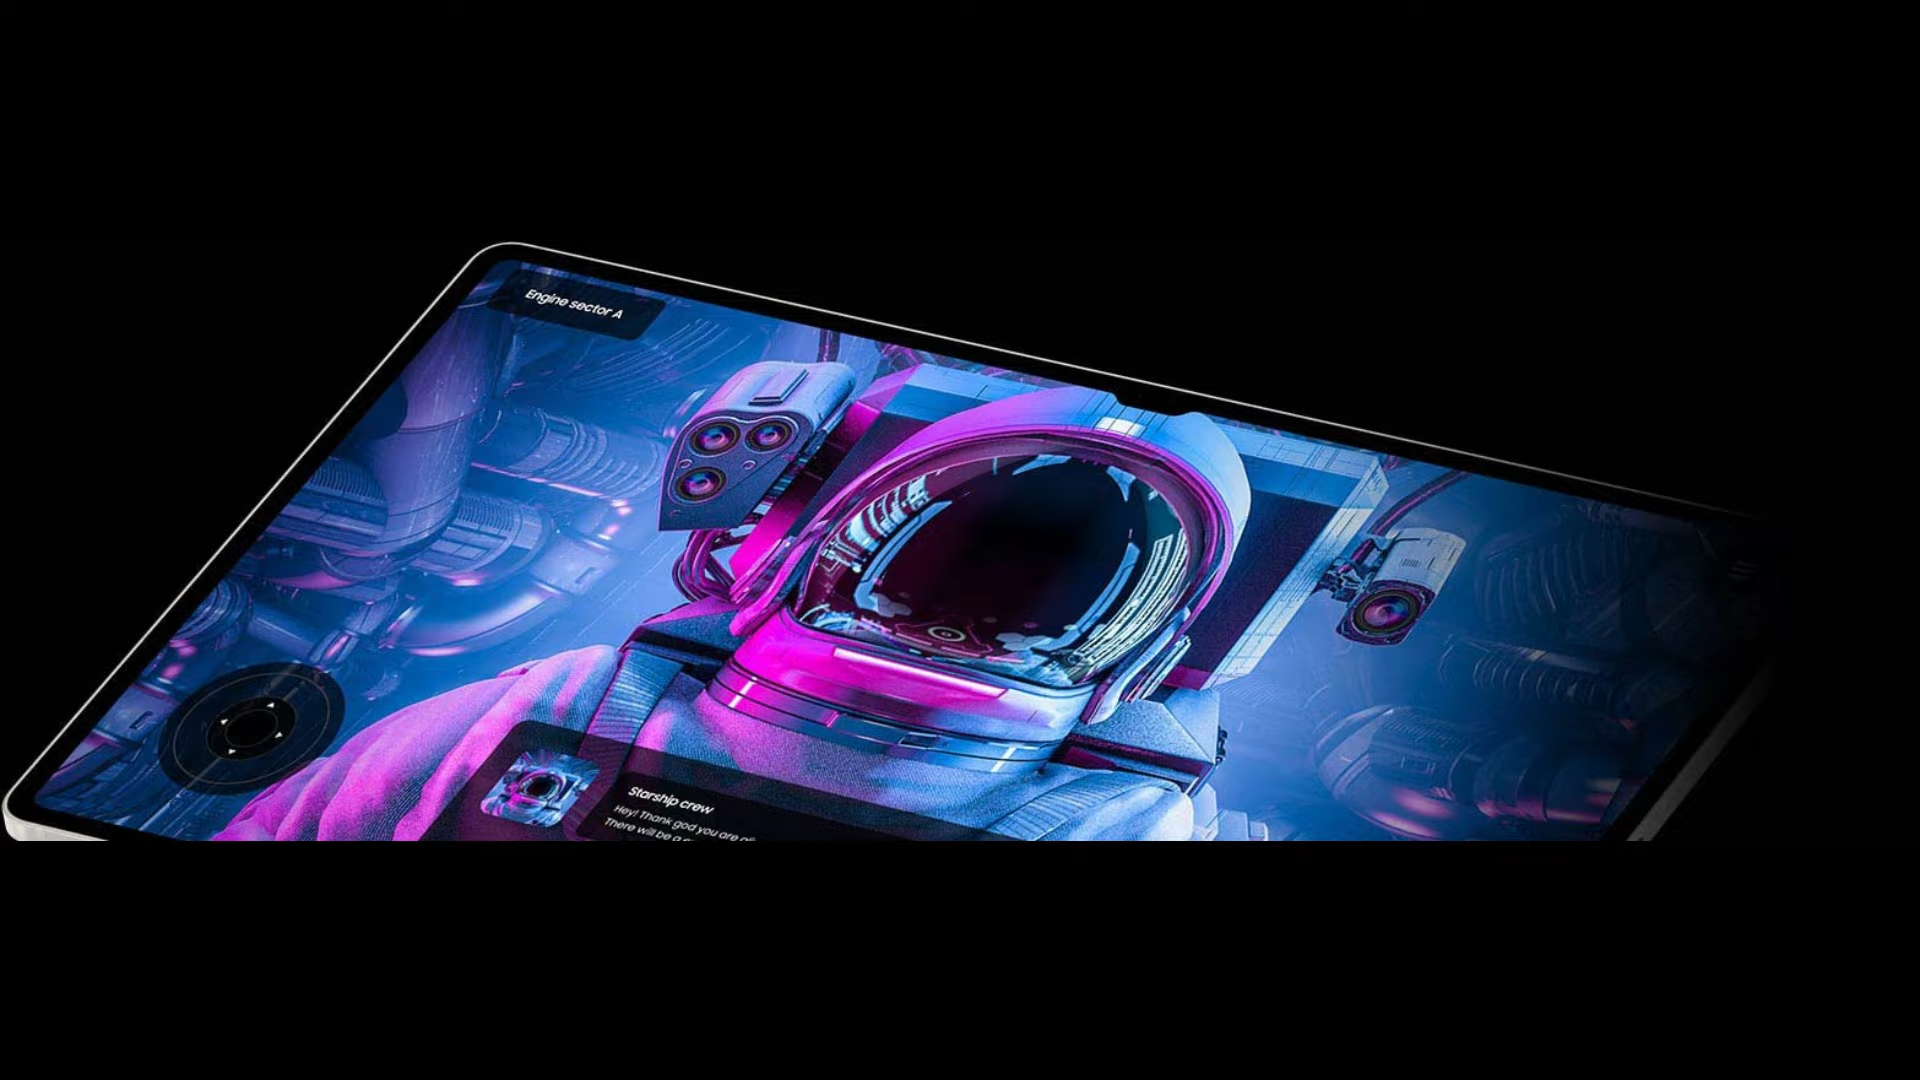 Engine sector A
Starship crew
Hey! Thank god you are
There will be a